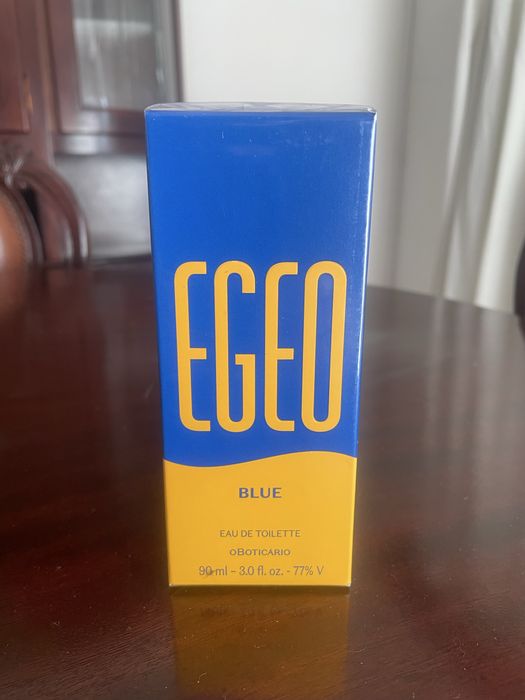 EGEO
BLUE
EAU DE TOILETTE
oBOTICÁRIO
90 ml – 3.0 fl. oz. - 77% V